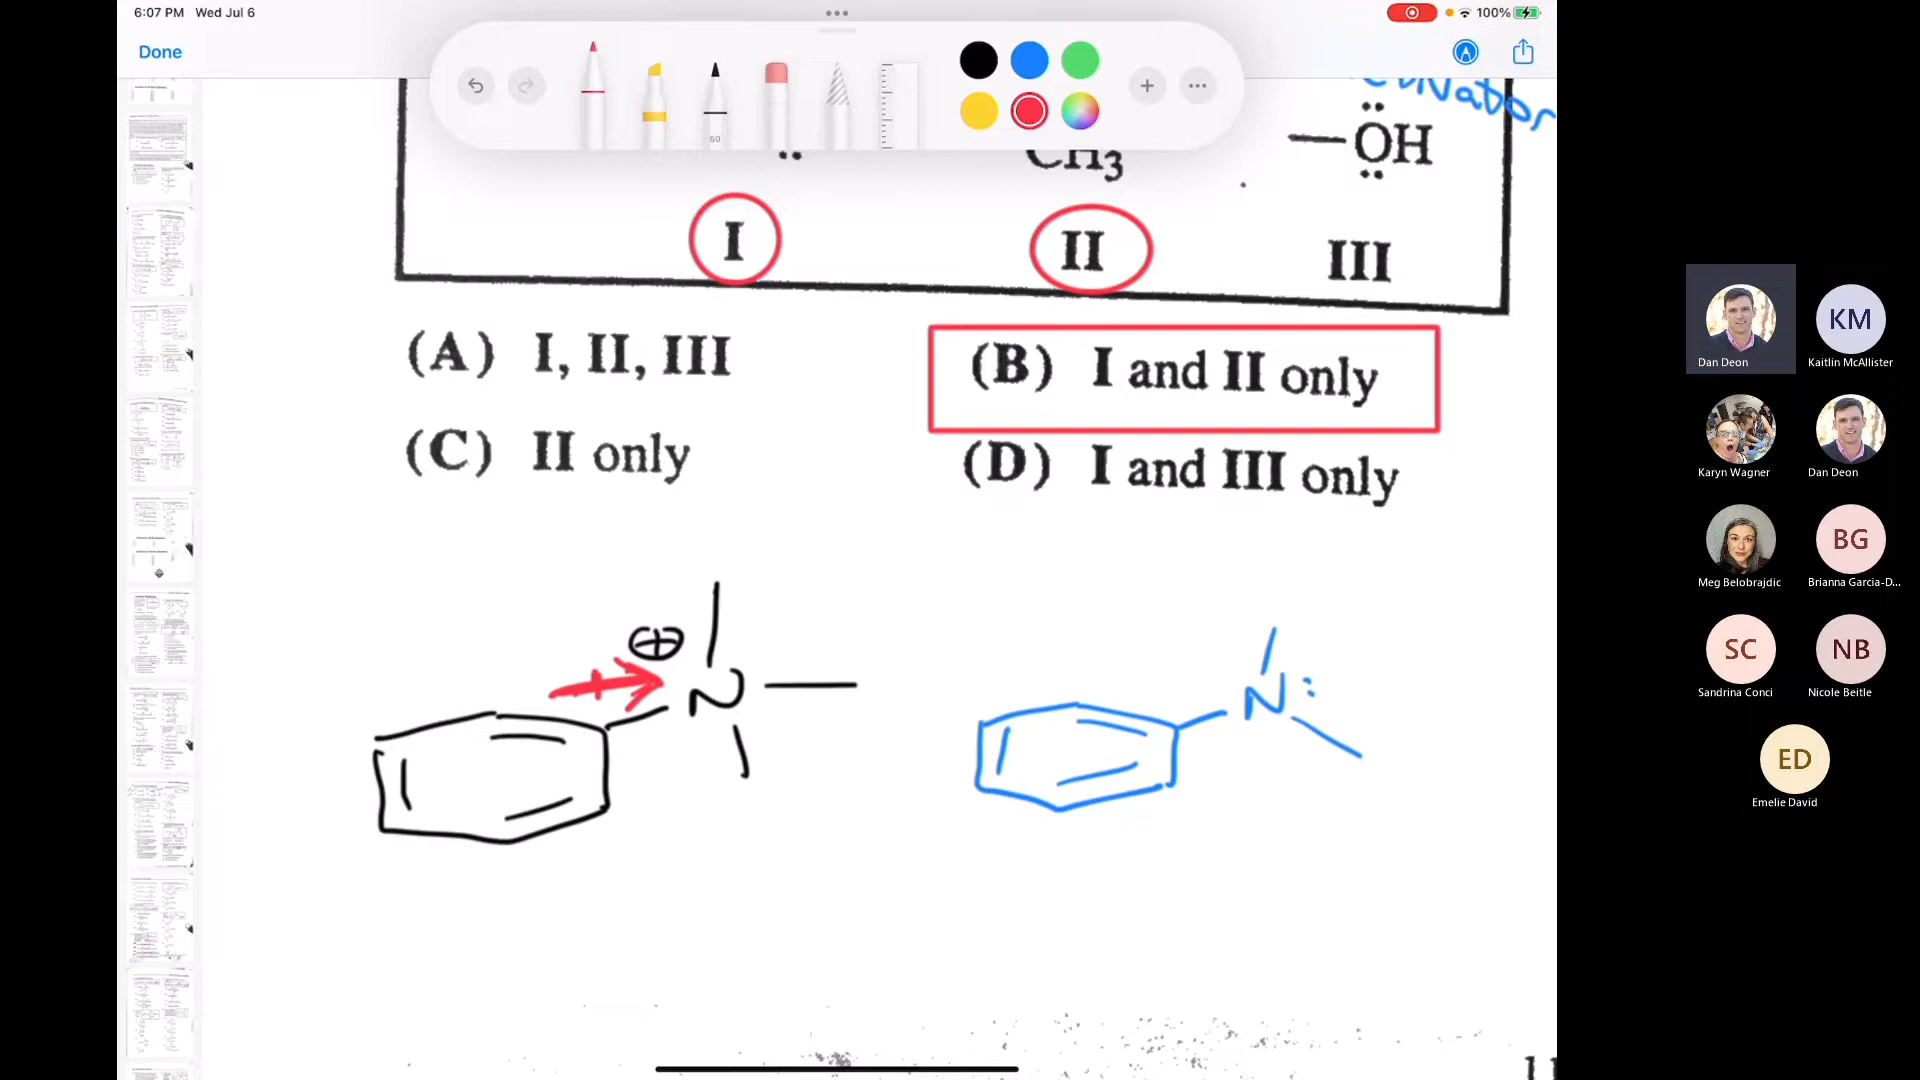 6:07 PM Wed Jul 6
100%
Done
50
CH3
—ÖH
I
II
III
(A) I, II, III
(B) I and II only
(C) II only
(D) I and III only
⊕
N
N:
Dan Deon
KM
Kaitlin McAllister
Karyn Wagner
Dan Deon
Meg Belobrajdic
BG
Brianna Garcia-D...
SC
Sandrina Conci
NB
Nicole Beitle
ED
Emelie David